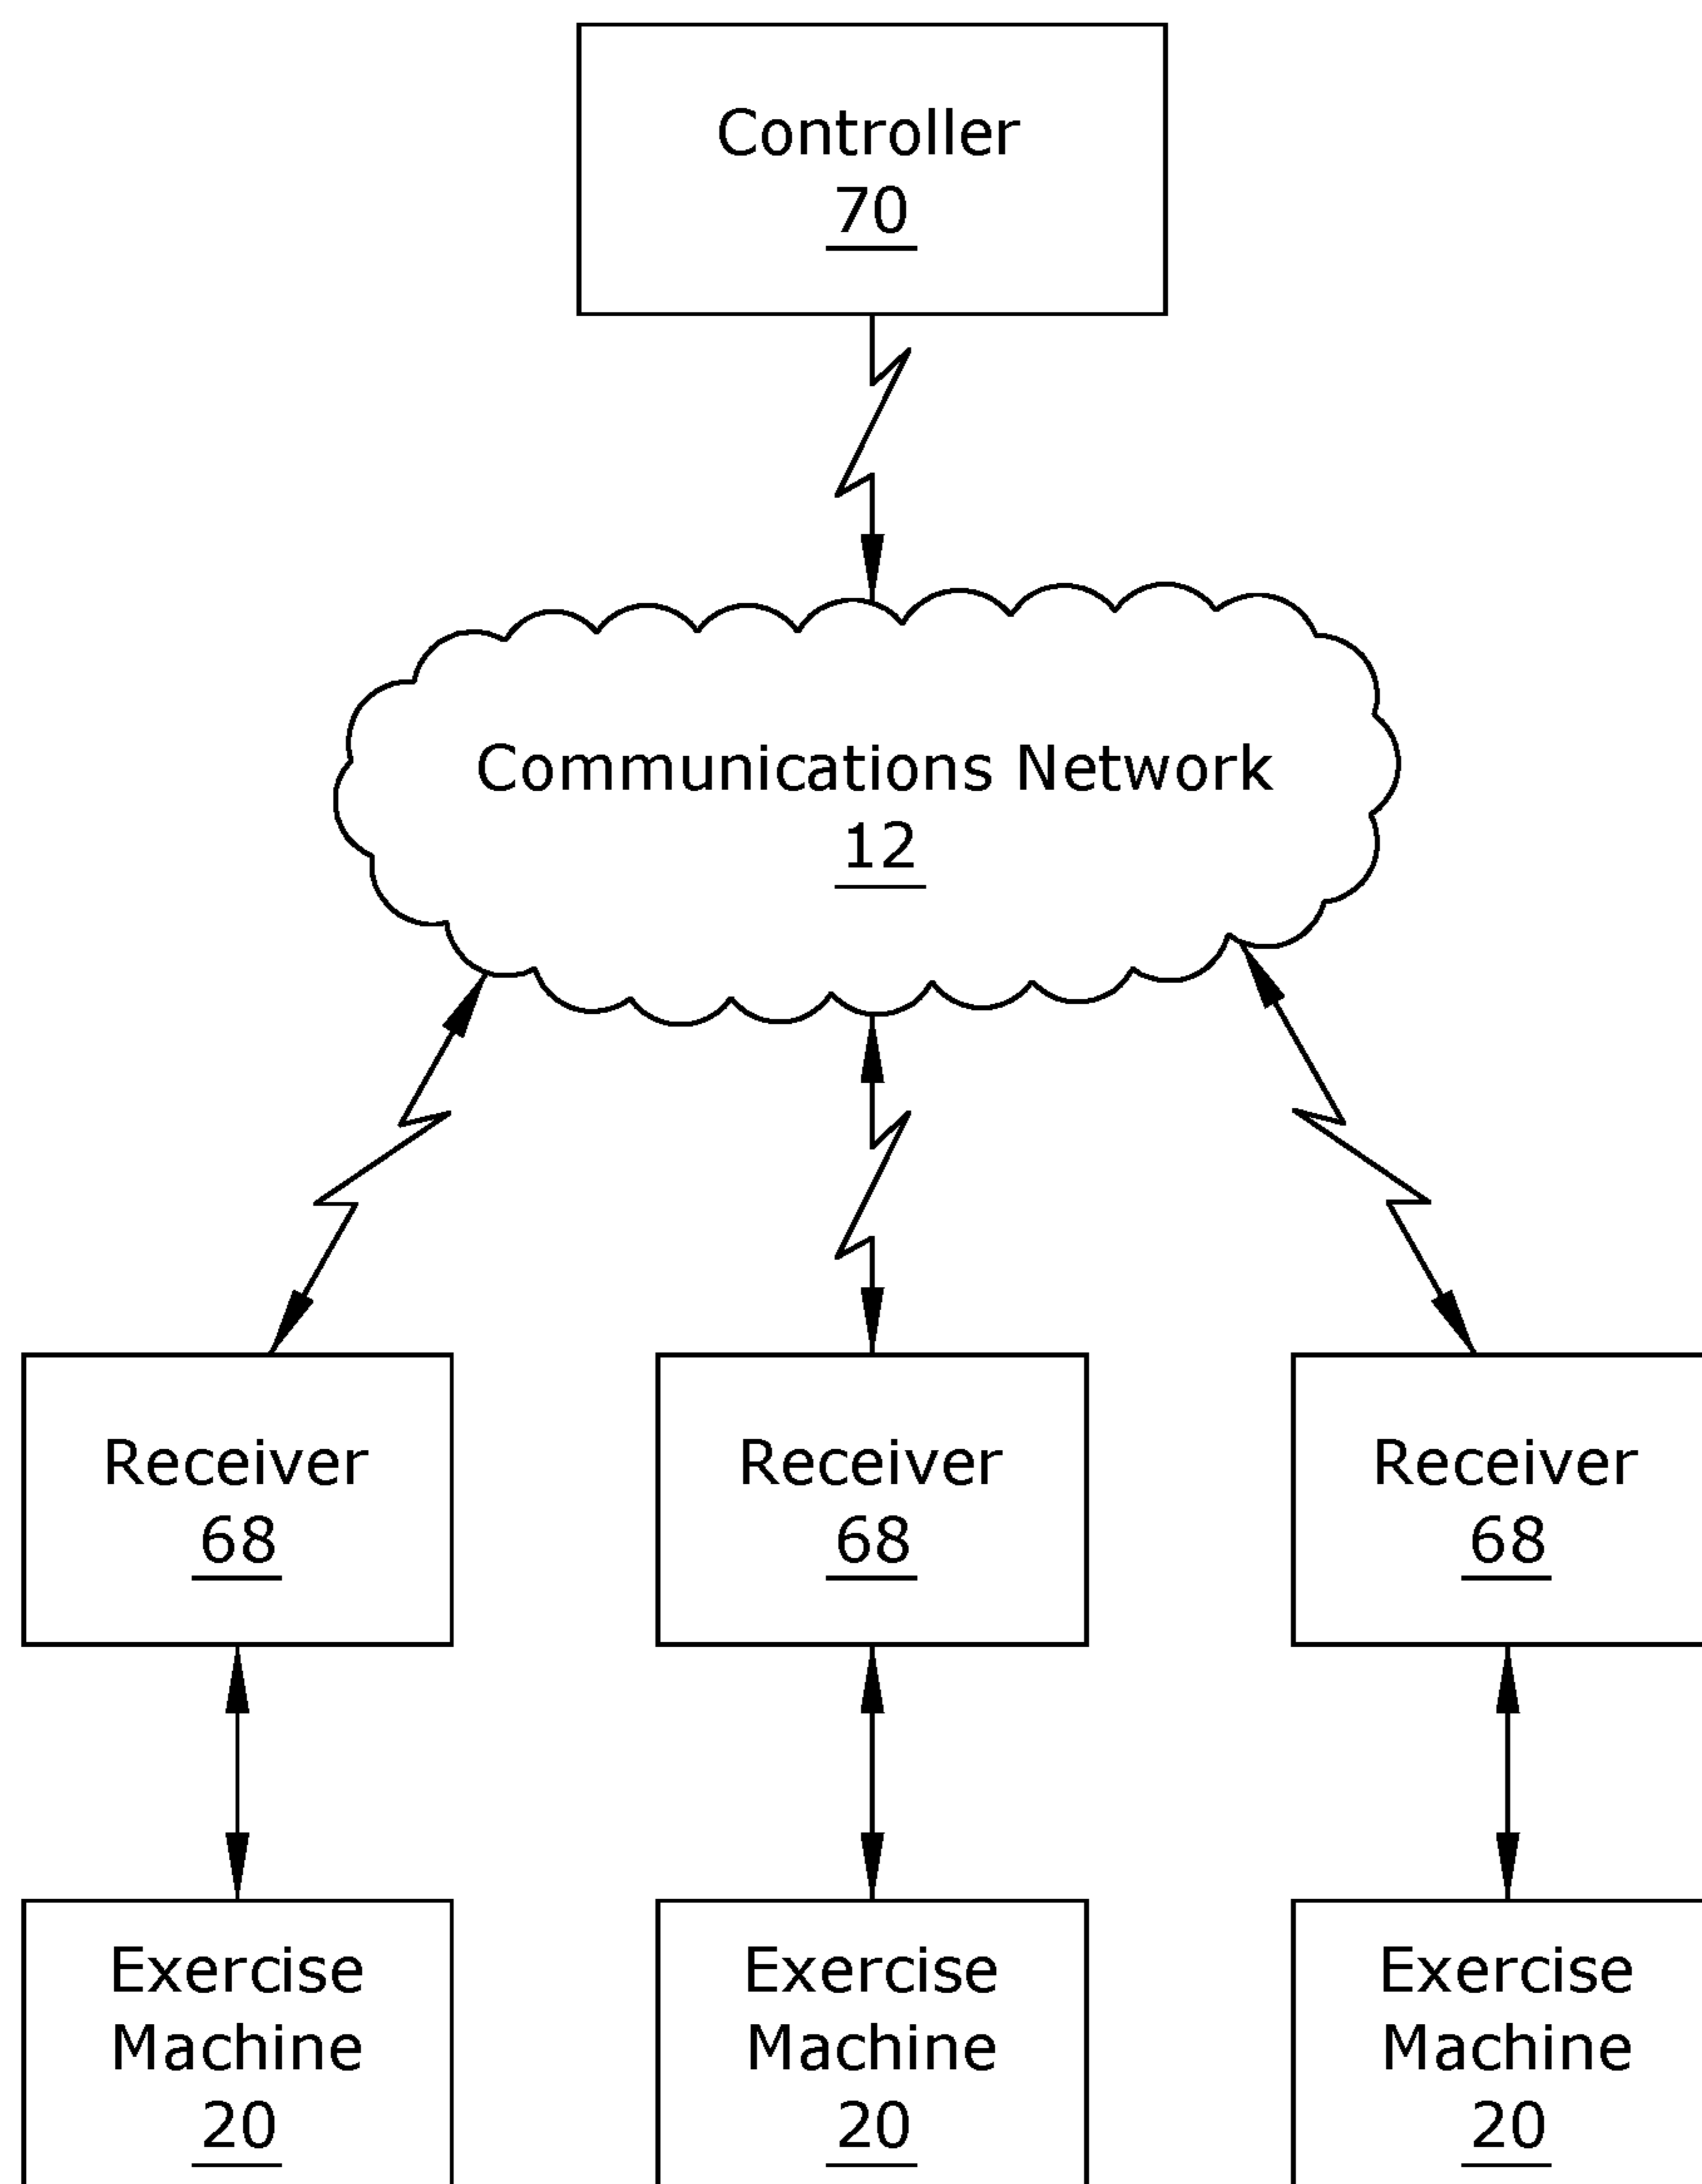 Controller
70
Communications Network
12
Receiver
68
Receiver
68
Receiver
68
Exercise
Machine
20
Exercise
Machine
20
Exercise
Machine
20